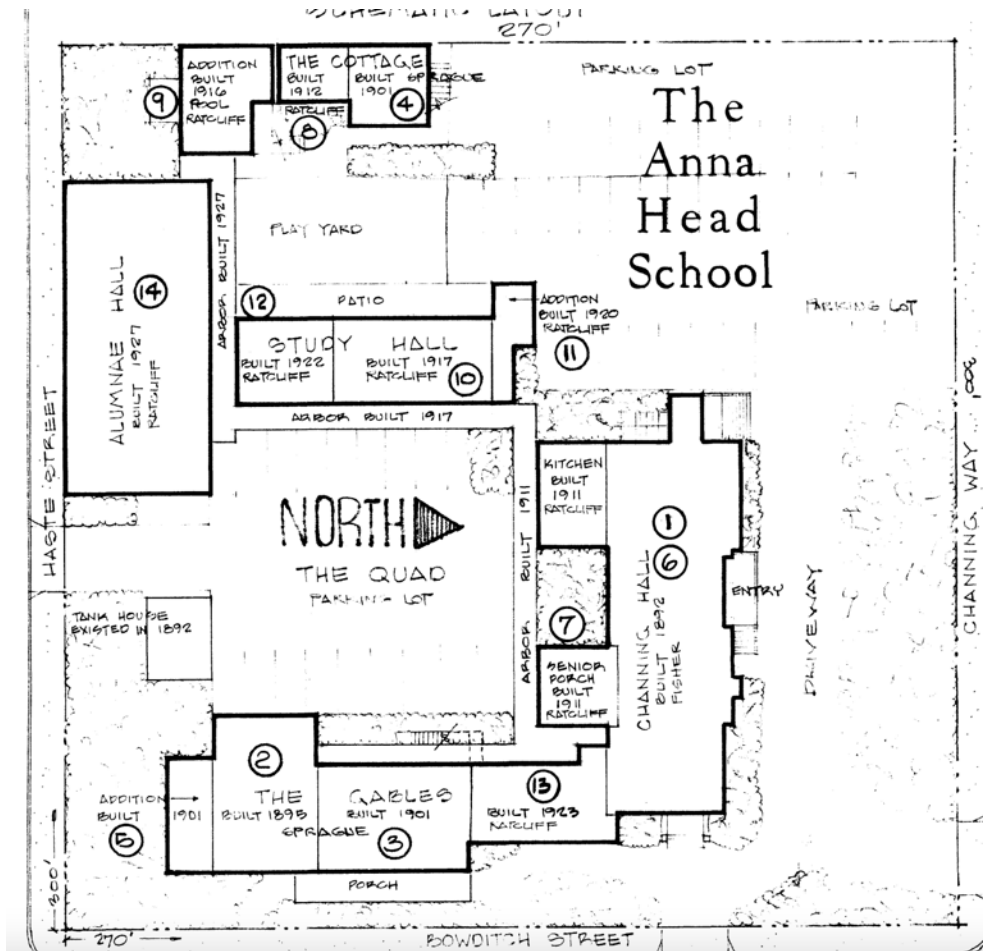 SCHEMATIC LAYOUT
270'
ADDITION
BUILT
1916
POOL
RATCLIFF
9
THE COTTAGE
BUILT
1912
BUILT SPRAGUE
1901
4
RATCLIFF
8
PARKING LOT
The
Anna
Head
School
ALUMNAE HALL
BUILT 1927
RATCLIFF
14
ARBOR BUILT 1927
PLAY YARD
12
PATIO
STUDY HALL
BUILT 1922
RATCLIFF
BUILT 1917
RATCLIFF
10
ADDITION
BUILT 1920
RATCLIFF
11
PARKING LOT
300'
CHANNING WAY
HASTE STREET
ARBOR BUILT 1917
ARBOR BUILT 1911
KITCHEN
BUILT
1911
RATCLIFF
1
6
CHANNING HALL
BUILT 1892
FISHER
7
SENIOR
PORCH
BUILT
1911
RATCLIFF
ENTRY
DRIVEWAY
NORTH
THE QUAD
PARKING LOT
TANK HOUSE
EXISTED IN 1892
2
THE GABLES
BUILT 1895
BUILT 1901
SPRAGUE
3
ADDITION
BUILT 1901
5
13
BUILT 1923
RATCLIFF
PORCH
300'
270'
BOWDITCH STREET